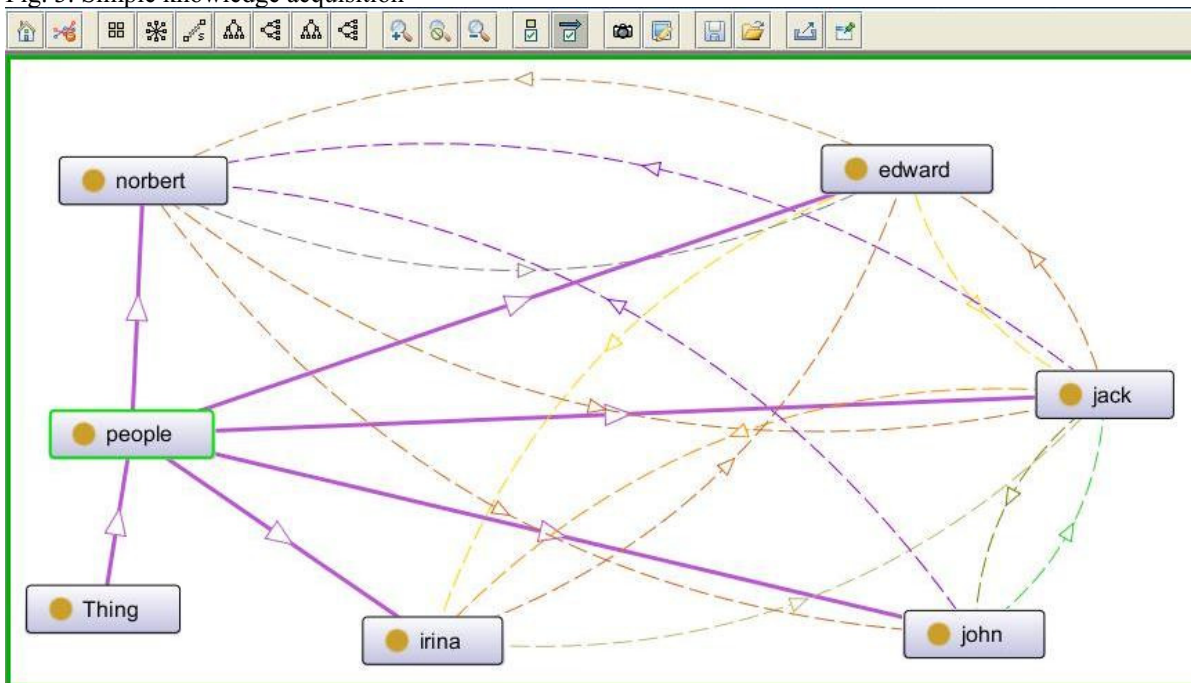 Fig. 3. Simple knowledge acquisition
norbert
edward
jack
people
Thing
irina
john